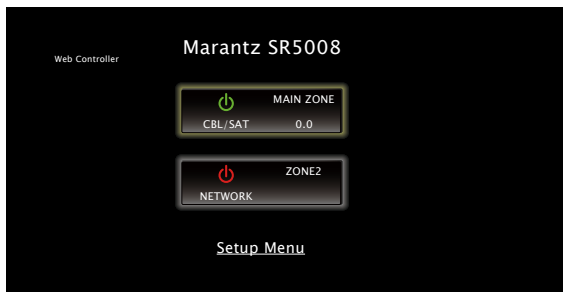 Marantz SR5008
Web Controller
MAIN ZONE
CBL/SAT 0.0
ZONE2
NETWORK
Setup Menu